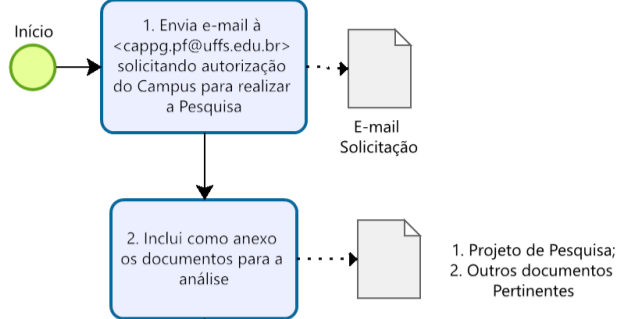 Início
1. Envia e-mail à
<cappg.pf@uffs.edu.br>
solicitando autorização
do Campus para realizar
a Pesquisa
E-mail
Solicitação
2. Inclui como anexo
os documentos para a
análise
1. Projeto de Pesquisa;
2. Outros documentos
Pertinentes